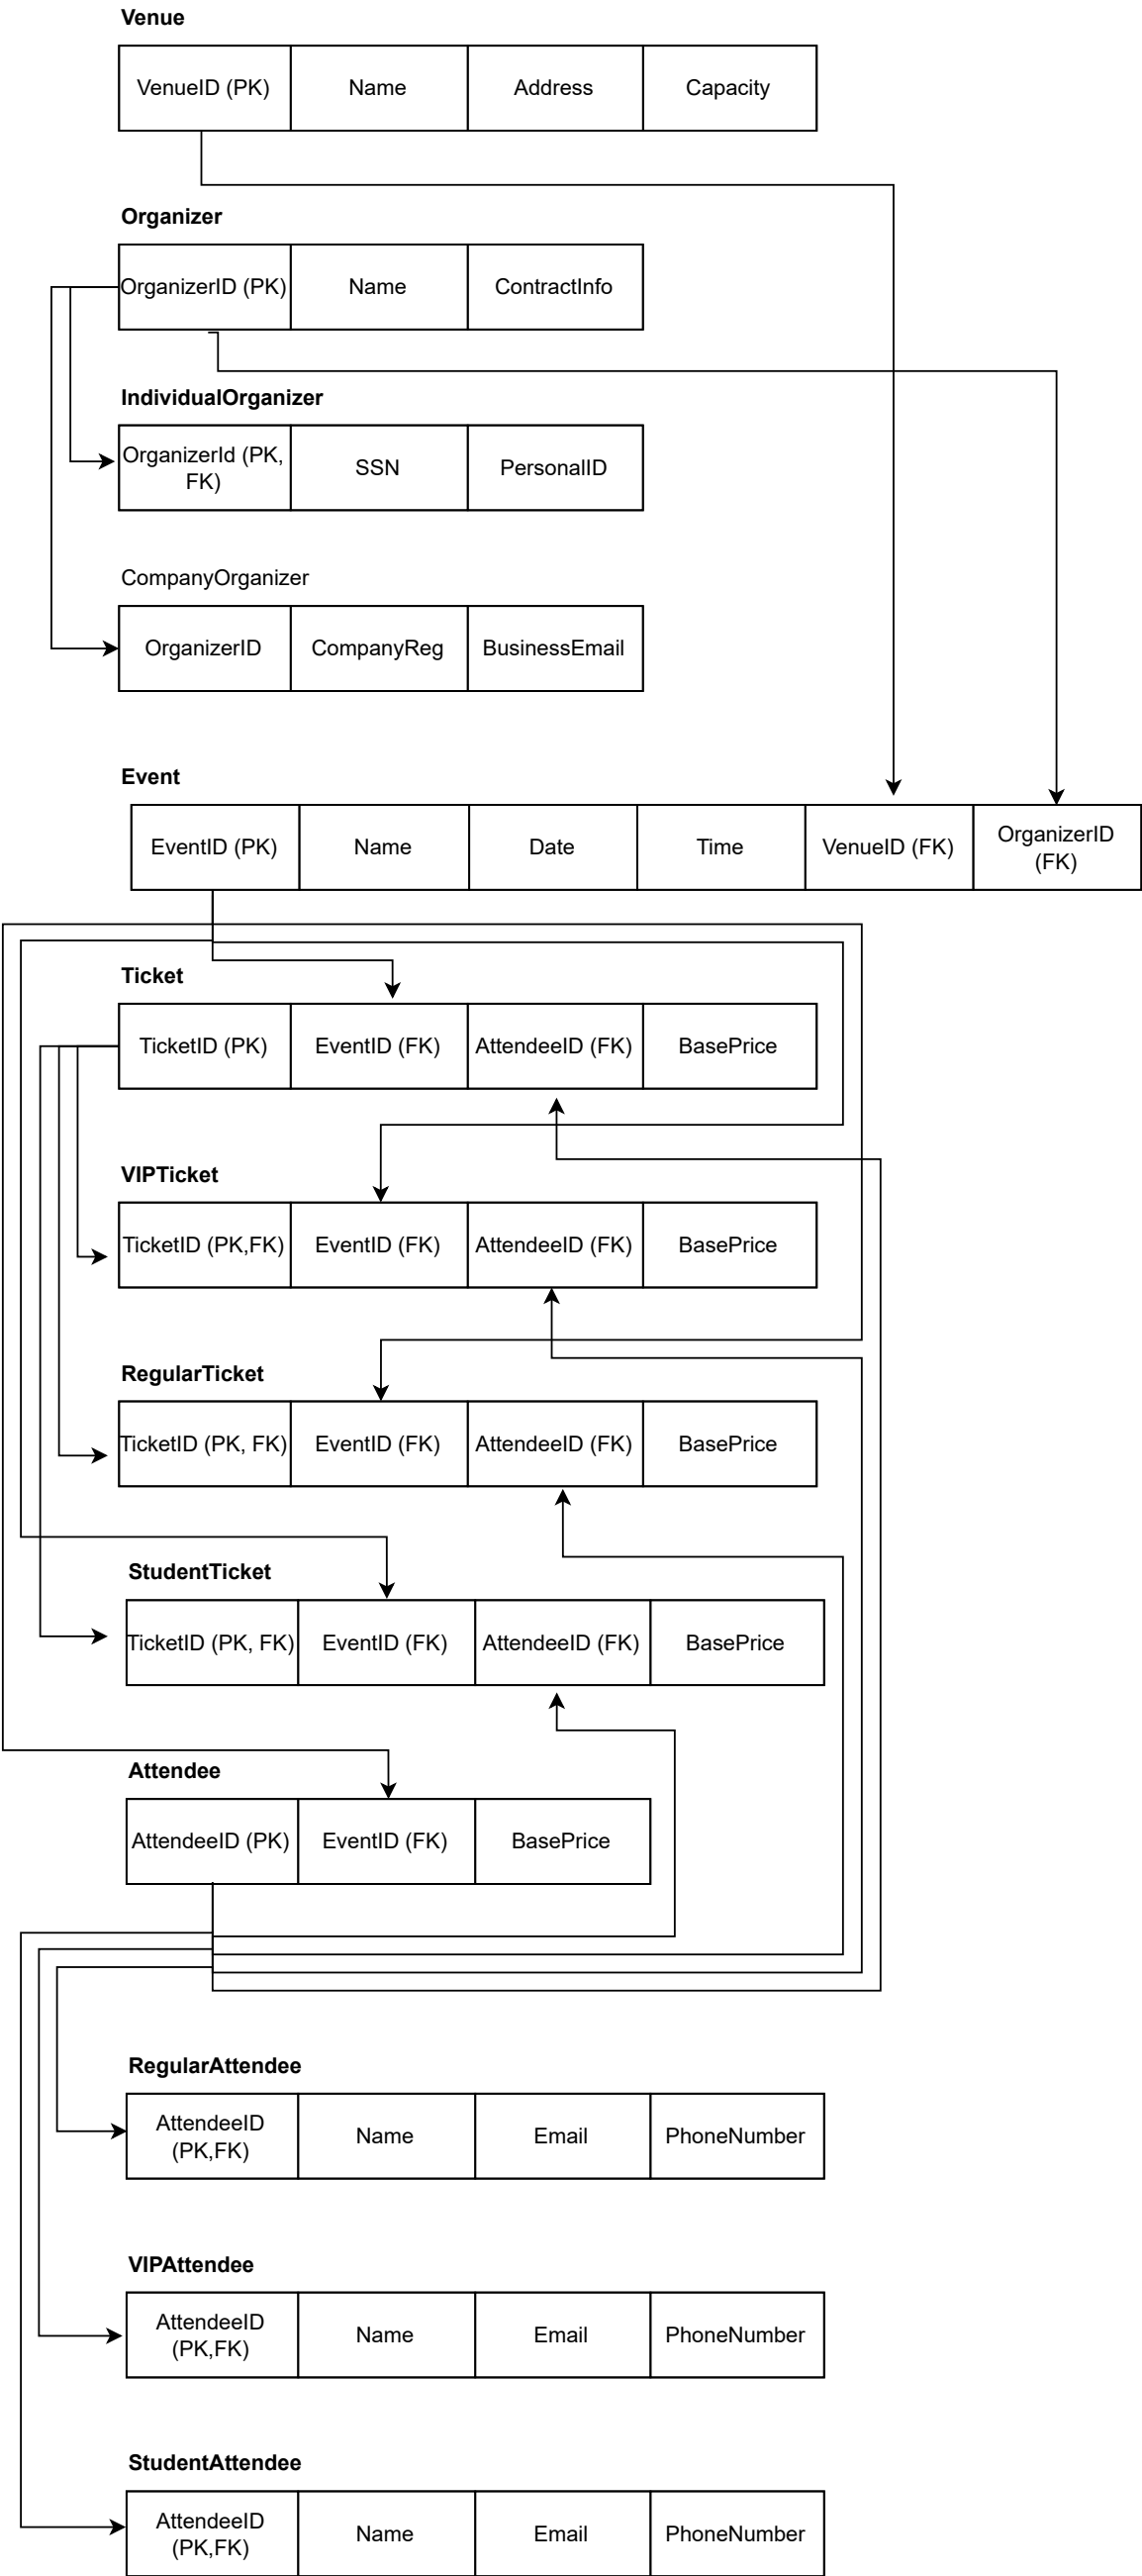 Venue
VenueID (PK) Name Address Capacity
Organizer
OrganizerID (PK) Name ContractInfo
IndividualOrganizer
OrganizerId (PK,
FK) SSN PersonalID
CompanyOrganizer
OrganizerID CompanyReg BusinessEmail
Event
EventID (PK) Name Date Time VenueID (FK) OrganizerID
(FK)
Ticket
TicketID (PK) EventID (FK) AttendeeID (FK) BasePrice
VIPTicket
TicketID (PK,FK) EventID (FK) AttendeeID (FK) BasePrice
RegularTicket
TicketID (PK, FK) EventID (FK) AttendeeID (FK) BasePrice
StudentTicket
TicketID (PK, FK) EventID (FK) AttendeeID (FK) BasePrice
Attendee
AttendeeID (PK) EventID (FK) BasePrice
RegularAttendee
AttendeeID
(PK,FK) Name Email PhoneNumber
VIPAttendee
AttendeeID
(PK,FK) Name Email PhoneNumber
StudentAttendee
AttendeeID
(PK,FK) Name Email PhoneNumber